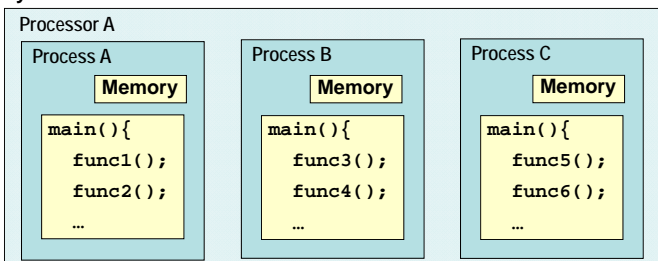 Processor A
Process A
Memory
main(){
func1();
func2();
…
Process B
Memory
main(){
func3();
func4();
…
Process C
Memory
main(){
func5();
func6();
…